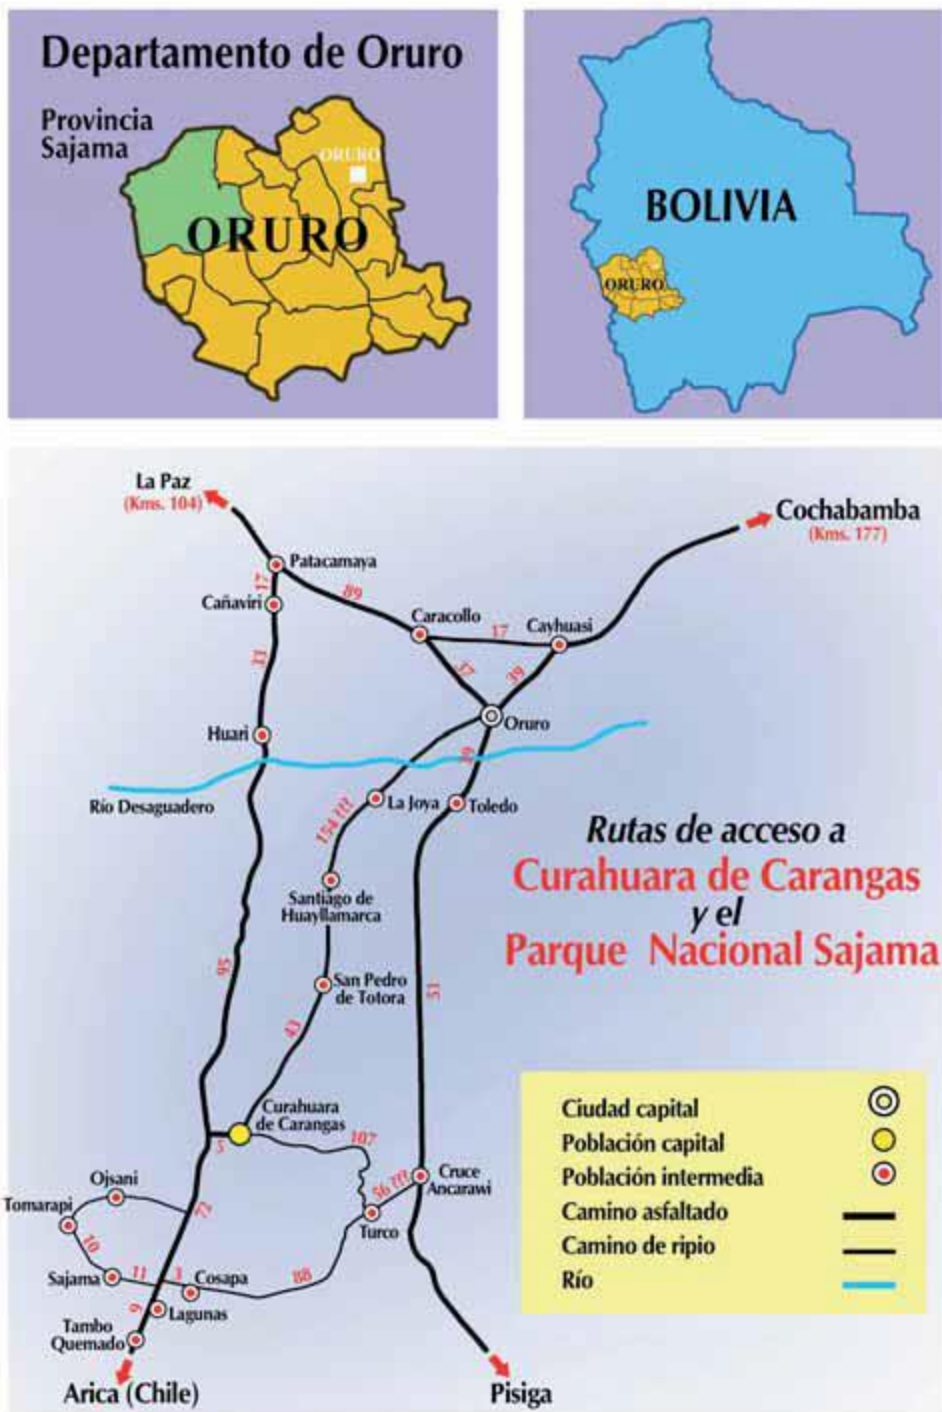 Departamento de Oruro
Provincia
Sajama
ORURO
ORURO
BOLIVIA
ORURO
La Paz
(Kms. 104)
Cochabamba
(Kms. 177)
Patacamaya
17
Cañaviri
89
Caracollo
17
Cayhuasi
33
37
39
Huari
Oruro
39
Río Desaguadero
La Joya
Toledo
154 ???
Rutas de acceso a
Curahuara de Carangas
y el
Parque Nacional Sajama
Santiago de
Huayllamarca
95
San Pedro
de Totora
51
43
Curahuara
de Carangas
5
107
Ciudad capital
Población capital
Población intermedia
Camino asfaltado
Camino de ripio
Río
Cruce
Ancarawi
56 ???
Ojsani
Tomarapi
72
Turco
10
Sajama
11
3
Cosapa
88
9
Lagunas
Tambo
Quemado
Arica (Chile)
Pisiga